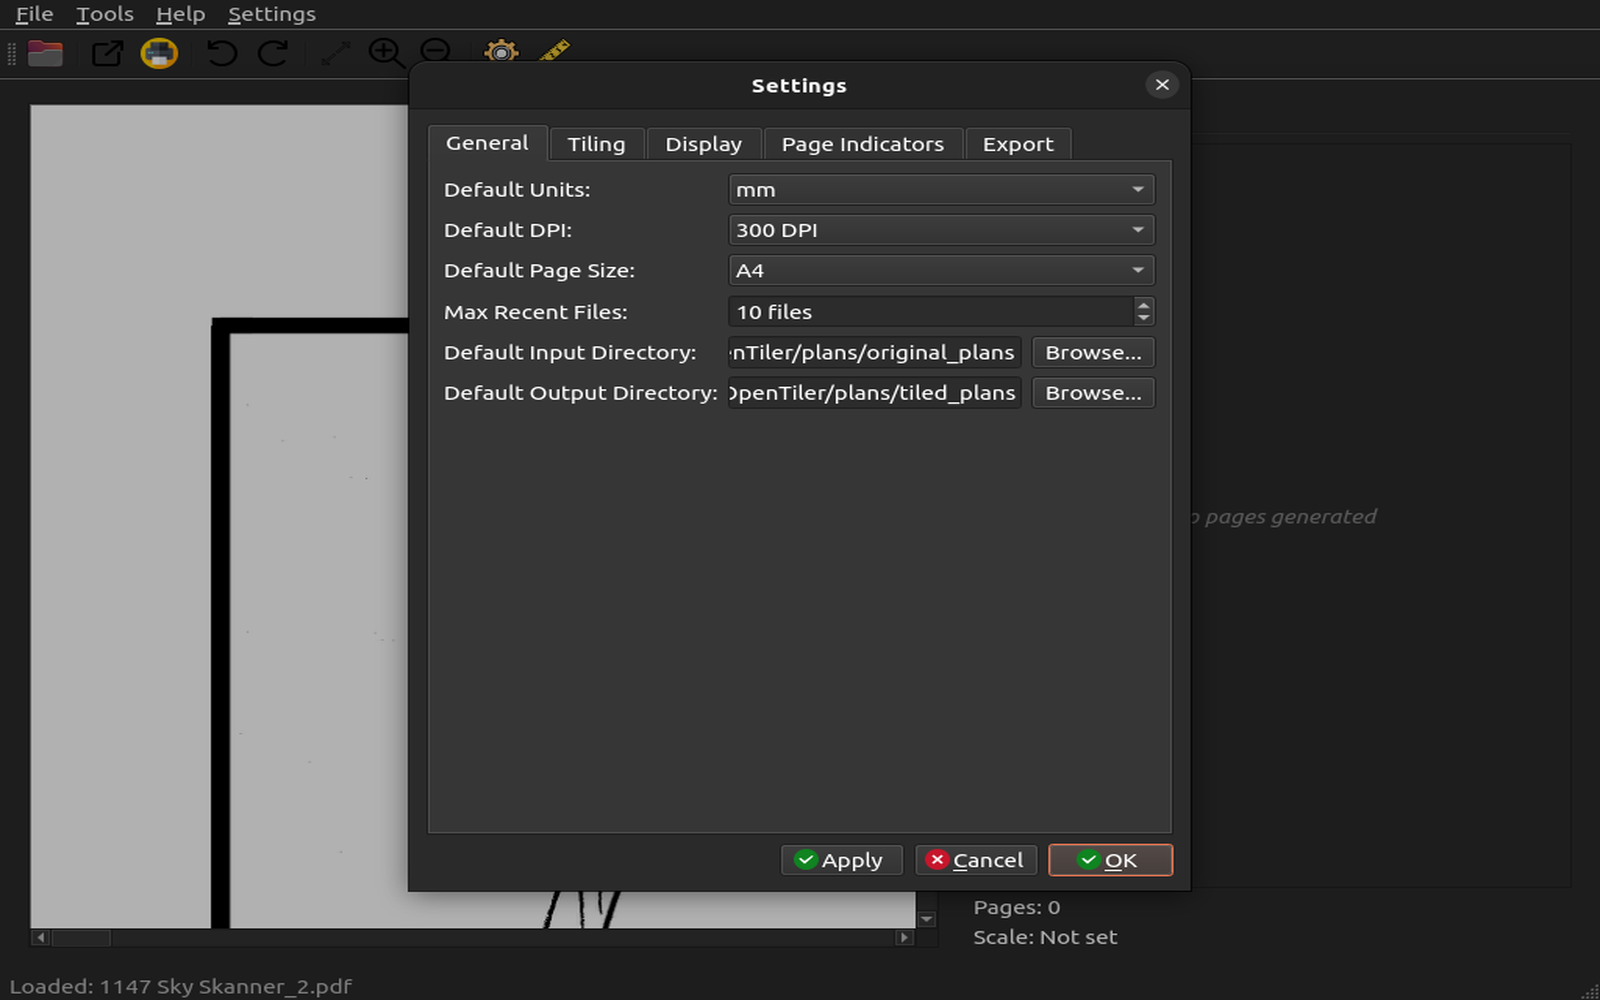 File Tools Help Settings
Settings
General Tiling Display Page Indicators Export
Default Units: mm
Default DPI: 300 DPI
Default Page Size: A4
Max Recent Files: 10 files
Default Input Directory: nTiler/plans/original_plans Browse...
Default Output Directory: OpenTiler/plans/tiled_plans Browse...
pages generated
Apply Cancel OK
Pages: 0
Scale: Not set
Loaded: 1147 Sky Skanner_2.pdf